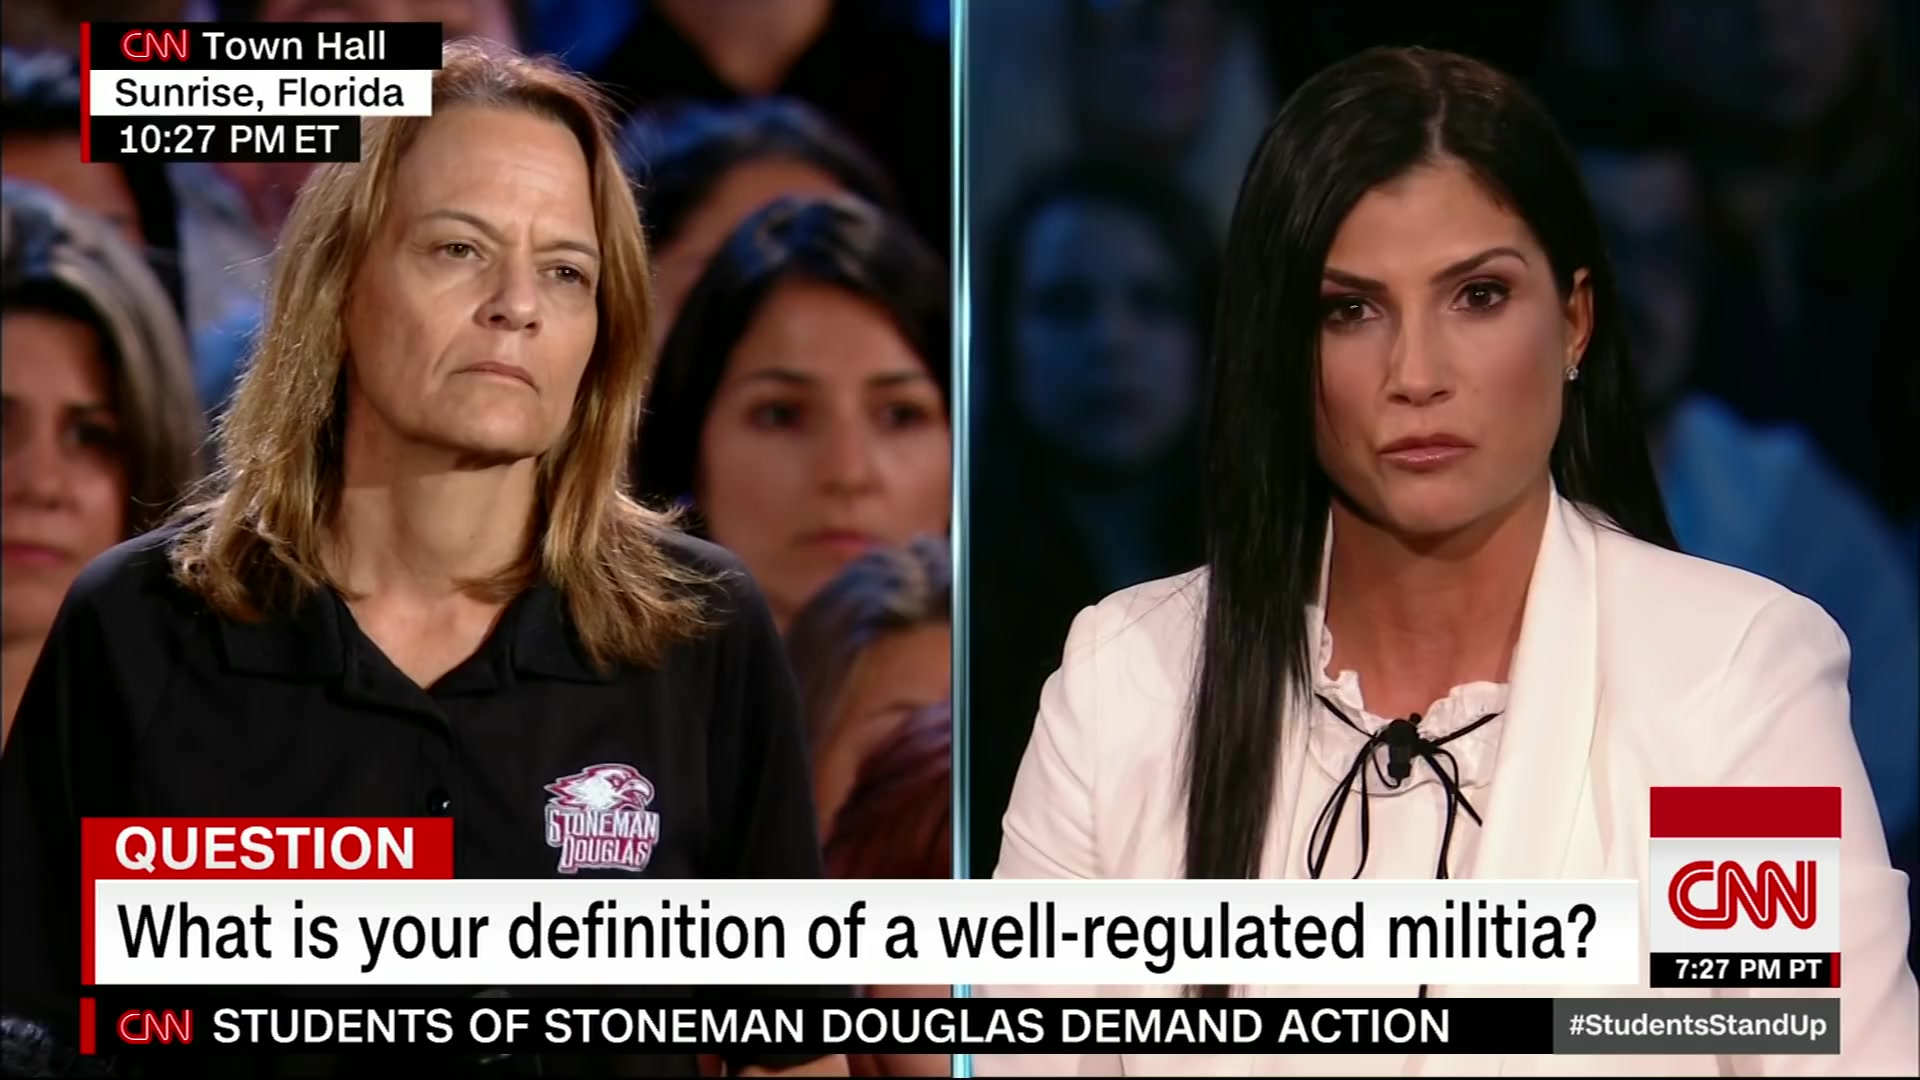 CNN Town Hall
Sunrise, Florida
10:27 PM ET
STONEMAN
DOUGLAS
QUESTION
What is your definition of a well-regulated militia?
CNN
7:27 PM PT
CNN STUDENTS OF STONEMAN DOUGLAS DEMAND ACTION
#StudentsStandUp